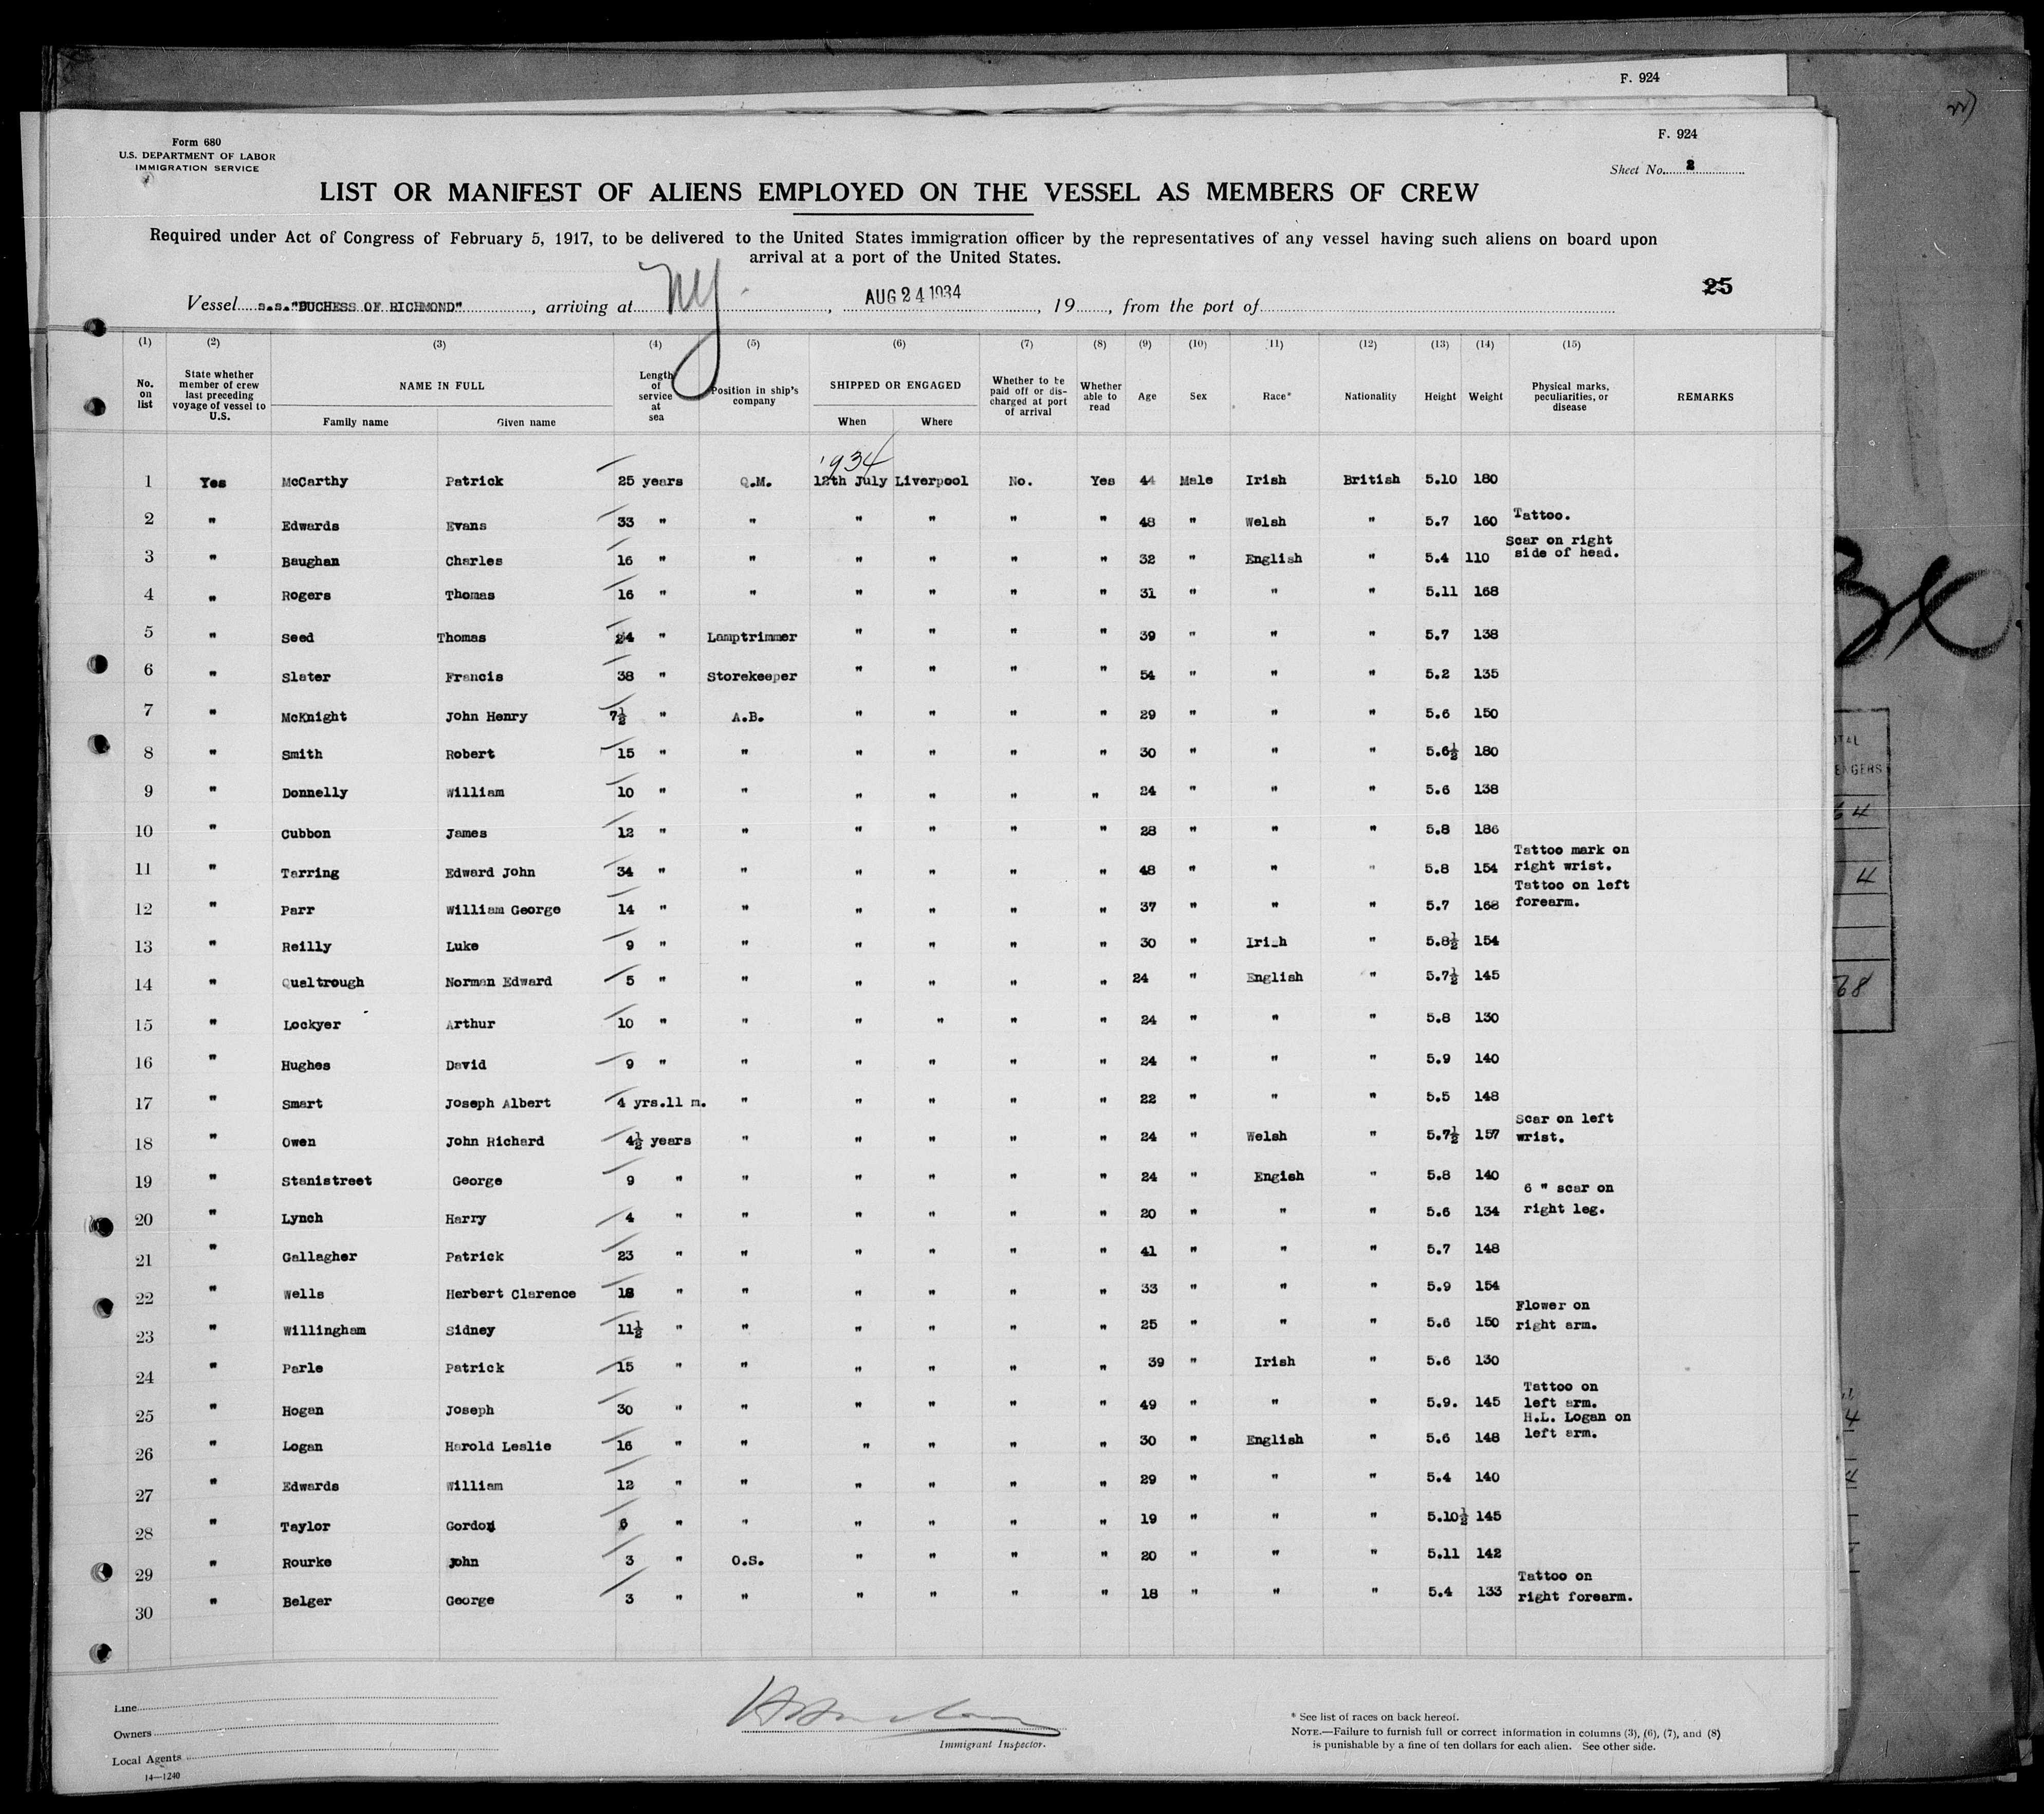 F. 924
Form 680
U.S. DEPARTMENT OF LABOR
IMMIGRATION SERVICE
F. 924
Sheet No. 2
LIST OR MANIFEST OF ALIENS EMPLOYED ON THE VESSEL AS MEMBERS OF CREW
Required under Act of Congress of February 5, 1917, to be delivered to the United States immigration officer by the representatives of any vessel having such aliens on board upon
arrival at a port of the United States.
25
Vessel s.s."DUCHESS OF RICHMOND", arriving at NY., AUG 24 1934, 19, from the port of
(1) (2) (3) (4) (5) (6) (7) (8) (9) (10) (11) (12) (13) (14) (15)
No. on list State whether member of crew last preceding voyage of vessel to U.S. NAME IN FULL Family name Given name Length of service at sea Position in ship's company SHIPPED OR ENGAGED When Where Whether to be paid off or discharged at port of arrival Whether able to read Age Sex Race* Nationality Height Weight Physical marks, peculiarities, or disease REMARKS
1934
1 Yes McCarthy Patrick 25 years Q.M. 12th July Liverpool No. Yes 44 Male Irish British 5.10 180
2 " Edwards Evans 33 " " " " " " 48 " Welsh " 5.7 160 Tattoo.
3 " Baughan Charles 16 " " " " " " 32 " English " 5.4 110 Scar on right side of head.
4 " Rogers Thomas 16 " " " " " " 31 " " " 5.11 168
5 " Seed Thomas 24 " Lamptrimmer " " " " 39 " " " 5.7 138
6 " Slater Francis 38 " Storekeeper " " " " 54 " " " 5.2 135
7 " McKnight John Henry 7½ " A.B. " " " " 29 " " " 5.6 150
8 " Smith Robert 15 " " " " " " 30 " " " 5.6½ 180
9 " Donnelly William 10 " " " " " " 24 " " " 5.6 138
10 " Cubbon James 12 " " " " " " 28 " " " 5.8 186
11 " Tarring Edward John 34 " " " " " " 48 " " " 5.8 154 Tattoo mark on right wrist.
12 " Parr William George 14 " " " " " " 37 " " " 5.7 168 Tattoo on left forearm.
13 " Reilly Luke 9 " " " " " " 30 " Irish " 5.8½ 154
14 " Qualtrough Norman Edward 5 " " " " " " 24 " English " 5.7½ 145
15 " Lockyer Arthur 10 " " " " " " 24 " " " 5.8 130
16 " Hughes David 9 " " " " " " 24 " " " 5.9 140
17 " Smart Joseph Albert 4 yrs.11 m. " " " " " 22 " " " 5.5 148
18 " Owen John Richard 4½ years " " " " " 24 " Welsh " 5.7½ 157 Scar on left wrist.
19 " Stanistreet George 9 " " " " " " 24 " Engish " 5.8 140
20 " Lynch Harry 4 " " " " " " 20 " " " 5.6 134 6 " scar on right leg.
21 " Gallagher Patrick 23 " " " " " " 41 " " " 5.7 148
22 " Wells Herbert Clarence 18 " " " " " " 33 " " " 5.9 154
23 " Willingham Sidney 11½ " " " " " " 25 " " " 5.6 150 Flower on right arm.
24 " Parle Patrick 15 " " " " " " 39 " Irish " 5.6 130
25 " Hogan Joseph 30 " " " " " " 49 " " " 5.9. 145 Tattoo on left arm.
26 " Logan Harold Leslie 16 " " " " " " 30 " English " 5.6 148 H.L. Logan on left arm.
27 " Edwards William 12 " " " " " " 29 " " " 5.4 140
28 " Taylor Gordon 6 " " " " " " 19 " " " 5.10½ 145
29 " Rourke John 3 " O.S. " " " " 20 " " " 5.11 142
30 " Belger George 3 " " " " " " 18 " " " 5.4 133 Tattoo on right forearm.
Line
Owners
Local Agents
14—1240
Immigrant Inspector.
* See list of races on back hereof.
NOTE.—Failure to furnish full or correct information in columns (3), (6), (7), and (8)
is punishable by a fine of ten dollars for each alien. See other side.